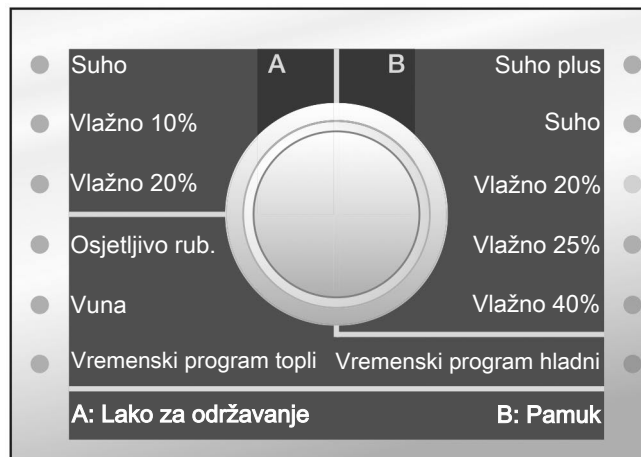 Suho A B Suho plus
Vlažno 10% Suho
Vlažno 20% Vlažno 20%
Osjetljivo rub. Vlažno 25%
Vuna Vlažno 40%
Vremenski program topli Vremenski program hladni
A: Lako za održavanje B: Pamuk